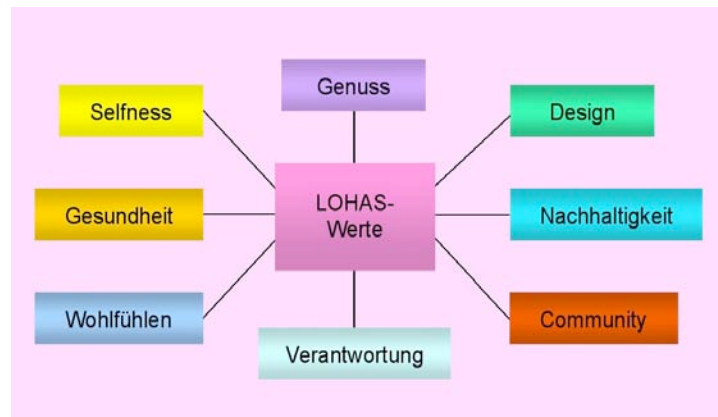 Genuss
Selfness
Design
Gesundheit
LOHAS-
Werte
Nachhaltigkeit
Wohlfühlen
Community
Verantwortung